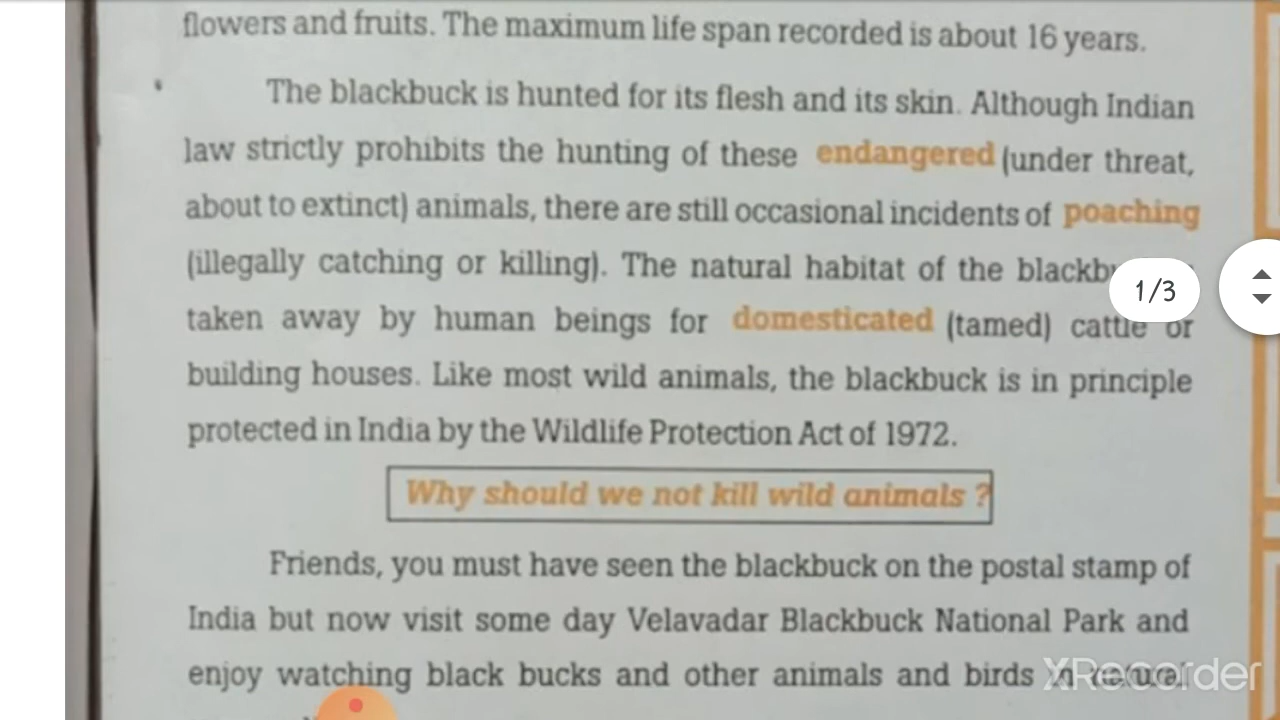 flowers and fruits. The maximum life span recorded is about 16 years.
The blackbuck is hunted for its flesh and its skin. Although Indian
law strictly prohibits the hunting of these endangered (under threat,
about to extinct) animals, there are still occasional incidents of poaching
(illegally catching or killing). The natural habitat of the
1/3
taken away by human beings for domesticated (tamed) cattle or
building houses. Like most wild animals, the blackbuck is in principle
protected in India by the Wildlife Protection Act of 1972.
Why should we not kill wild animals ?
Friends, you must have seen the blackbuck on the postal stamp of
India but now visit some day Velavadar Blackbuck National Park and
enjoy watching black bucks and other animals and birds
XRecorder